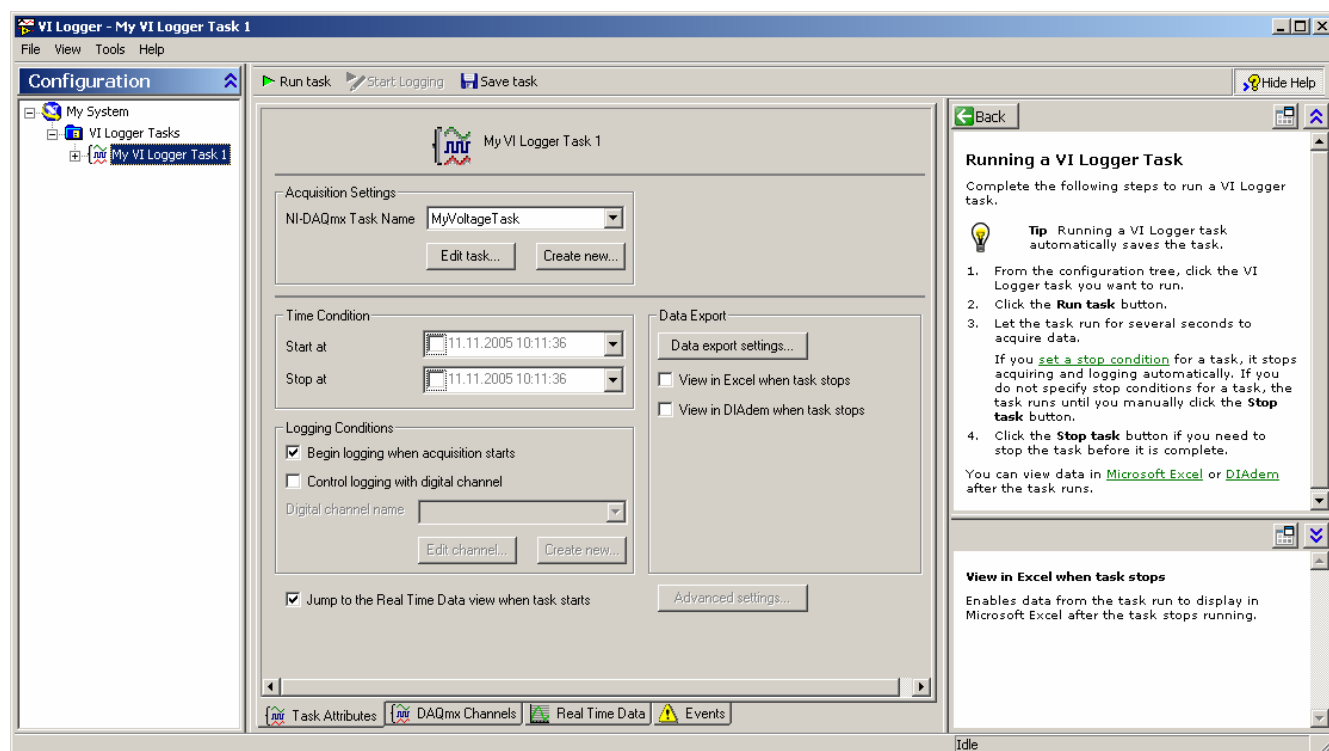 VI Logger - My VI Logger Task 1
File View Tools Help
Configuration
Run task Start Logging Save task
Hide Help
My System
VI Logger Tasks
My VI Logger Task 1
My VI Logger Task 1
Acquisition Settings
NI-DAQmx Task Name MyVoltageTask
Edit task... Create new...
Time Condition
Start at 11.11.2005 10:11:36
Stop at 11.11.2005 10:11:36
Logging Conditions
Begin logging when acquisition starts
Control logging with digital channel
Digital channel name
Edit channel... Create new...
Jump to the Real Time Data view when task starts
Data Export
Data export settings...
View in Excel when task stops
View in DIAdem when task stops
Advanced settings...
Task Attributes DAQmx Channels Real Time Data Events
Back
Running a VI Logger Task
Complete the following steps to run a VI Logger
task.
Tip Running a VI Logger task
automatically saves the task.
1. From the configuration tree, click the VI
Logger task you want to run.
2. Click the Run task button.
3. Let the task run for several seconds to
acquire data.
If you set a stop condition for a task, it stops
acquiring and logging automatically. If you
do not specify stop conditions for a task, the
task runs until you manually click the Stop
task button.
4. Click the Stop task button if you need to
stop the task before it is complete.
You can view data in Microsoft Excel or DIAdem
after the task runs.
View in Excel when task stops
Enables data from the task run to display in
Microsoft Excel after the task stops running.
Idle